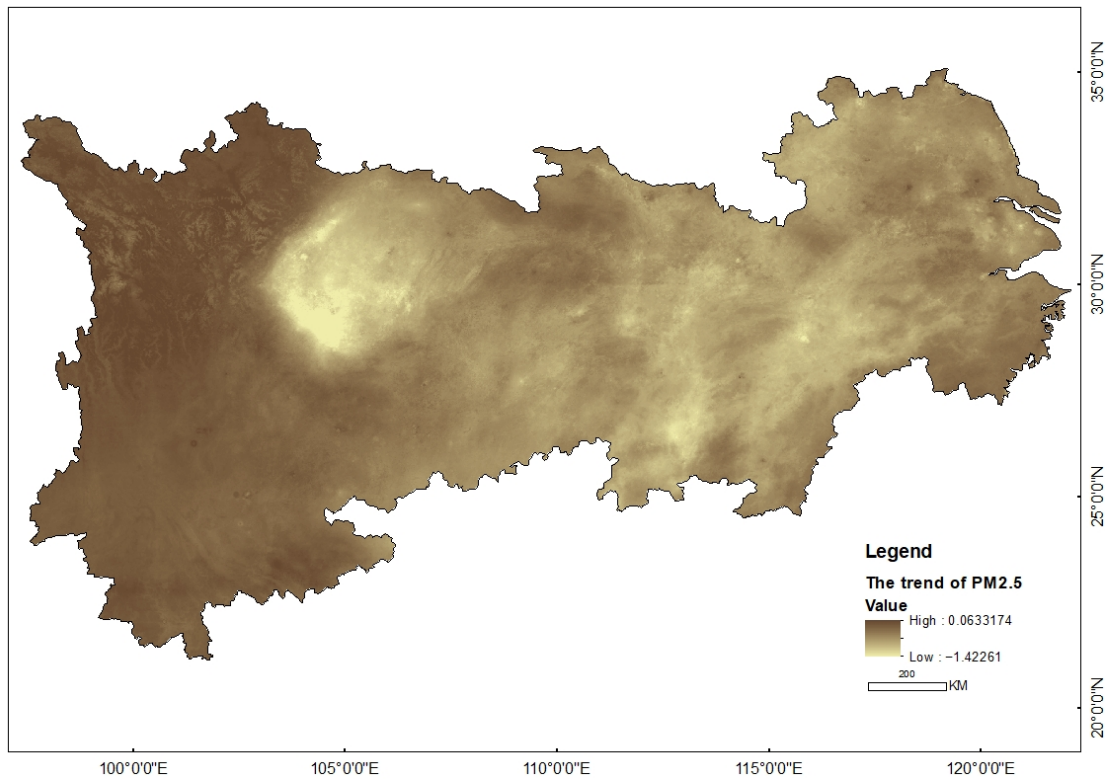 35°0'0"N
30°0'0"N
25°0'0"N
20°0'0"N
Legend
The trend of PM2.5
Value
High : 0.0633174
Low : −1.42261
200
KM
100°0'0"E 105°0'0"E 110°0'0"E 115°0'0"E 120°0'0"E